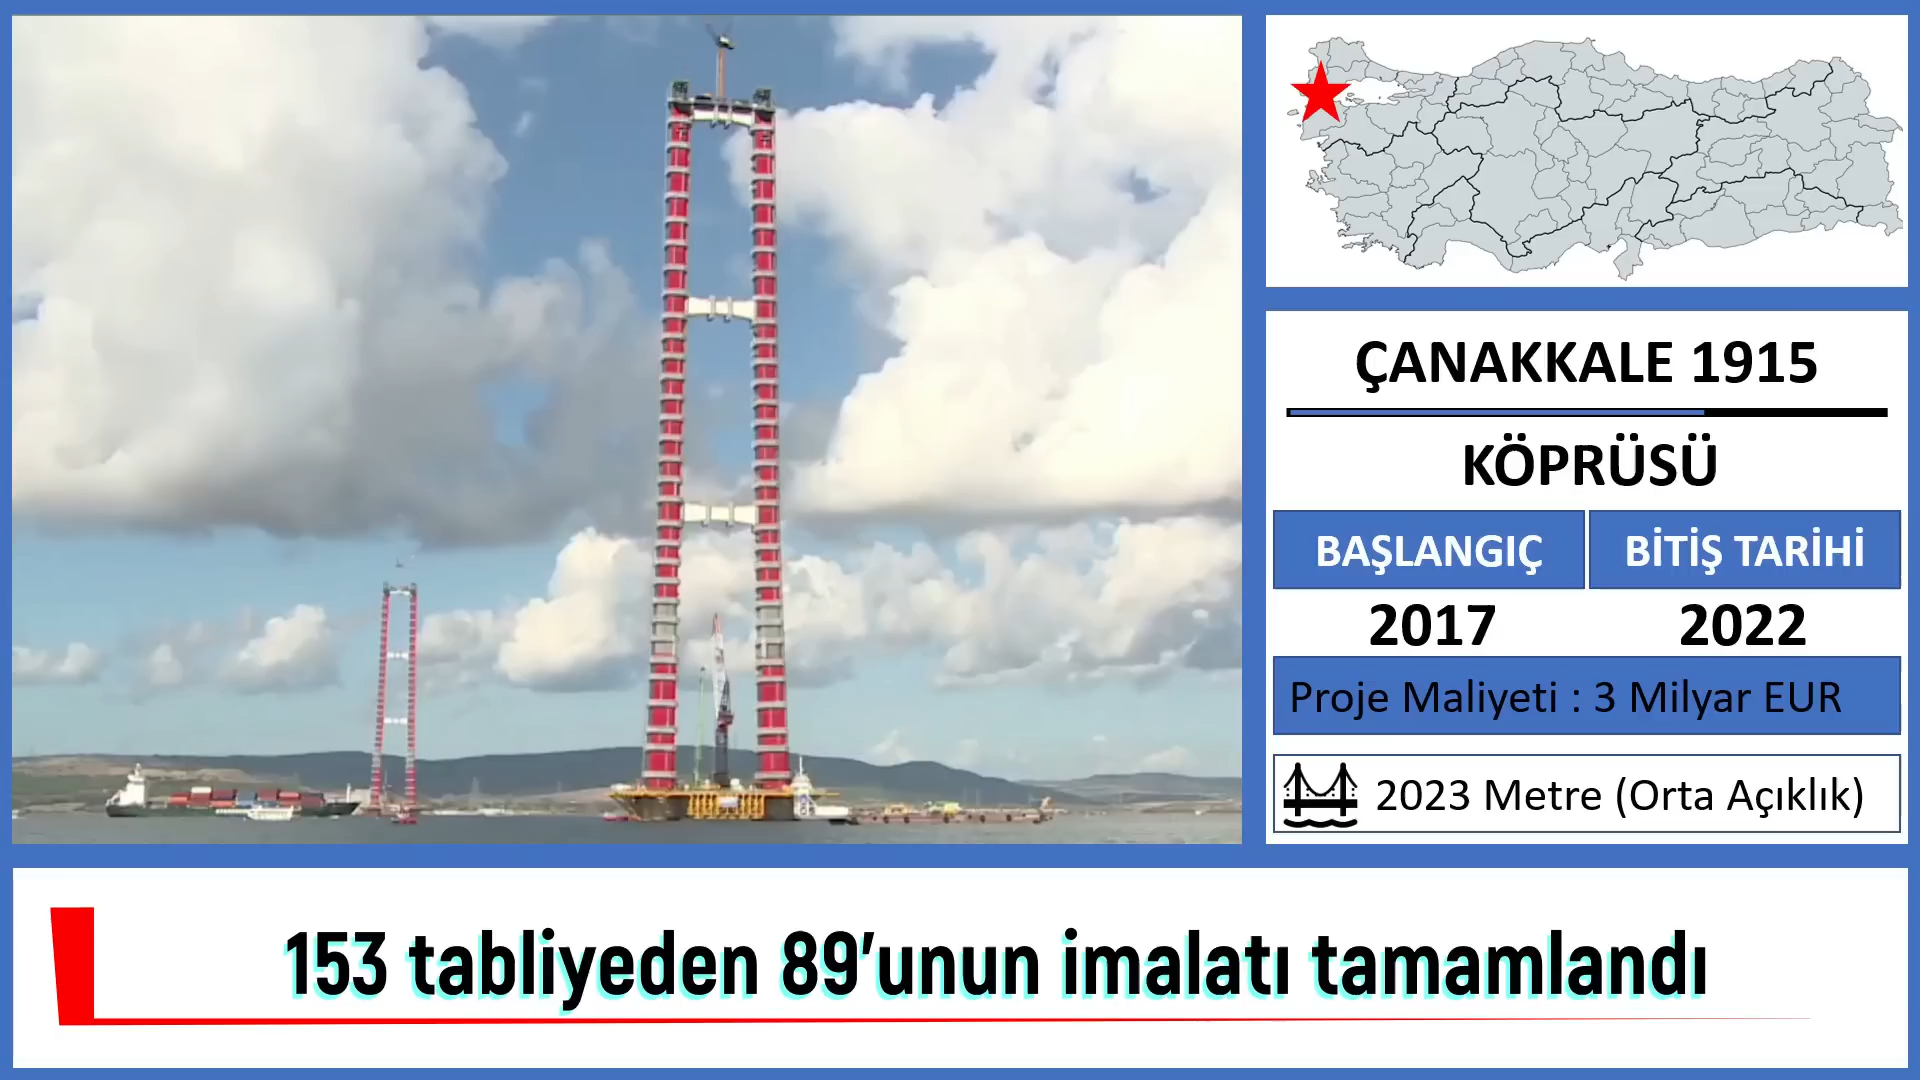 ÇANAKKALE 1915
KÖPRÜSÜ
BAŞLANGIÇ
BİTİŞ TARİHİ
2017
2022
Proje Maliyeti : 3 Milyar EUR
2023 Metre (Orta Açıklık)
153 tabliyeden 89'unun imalatı tamamlandı